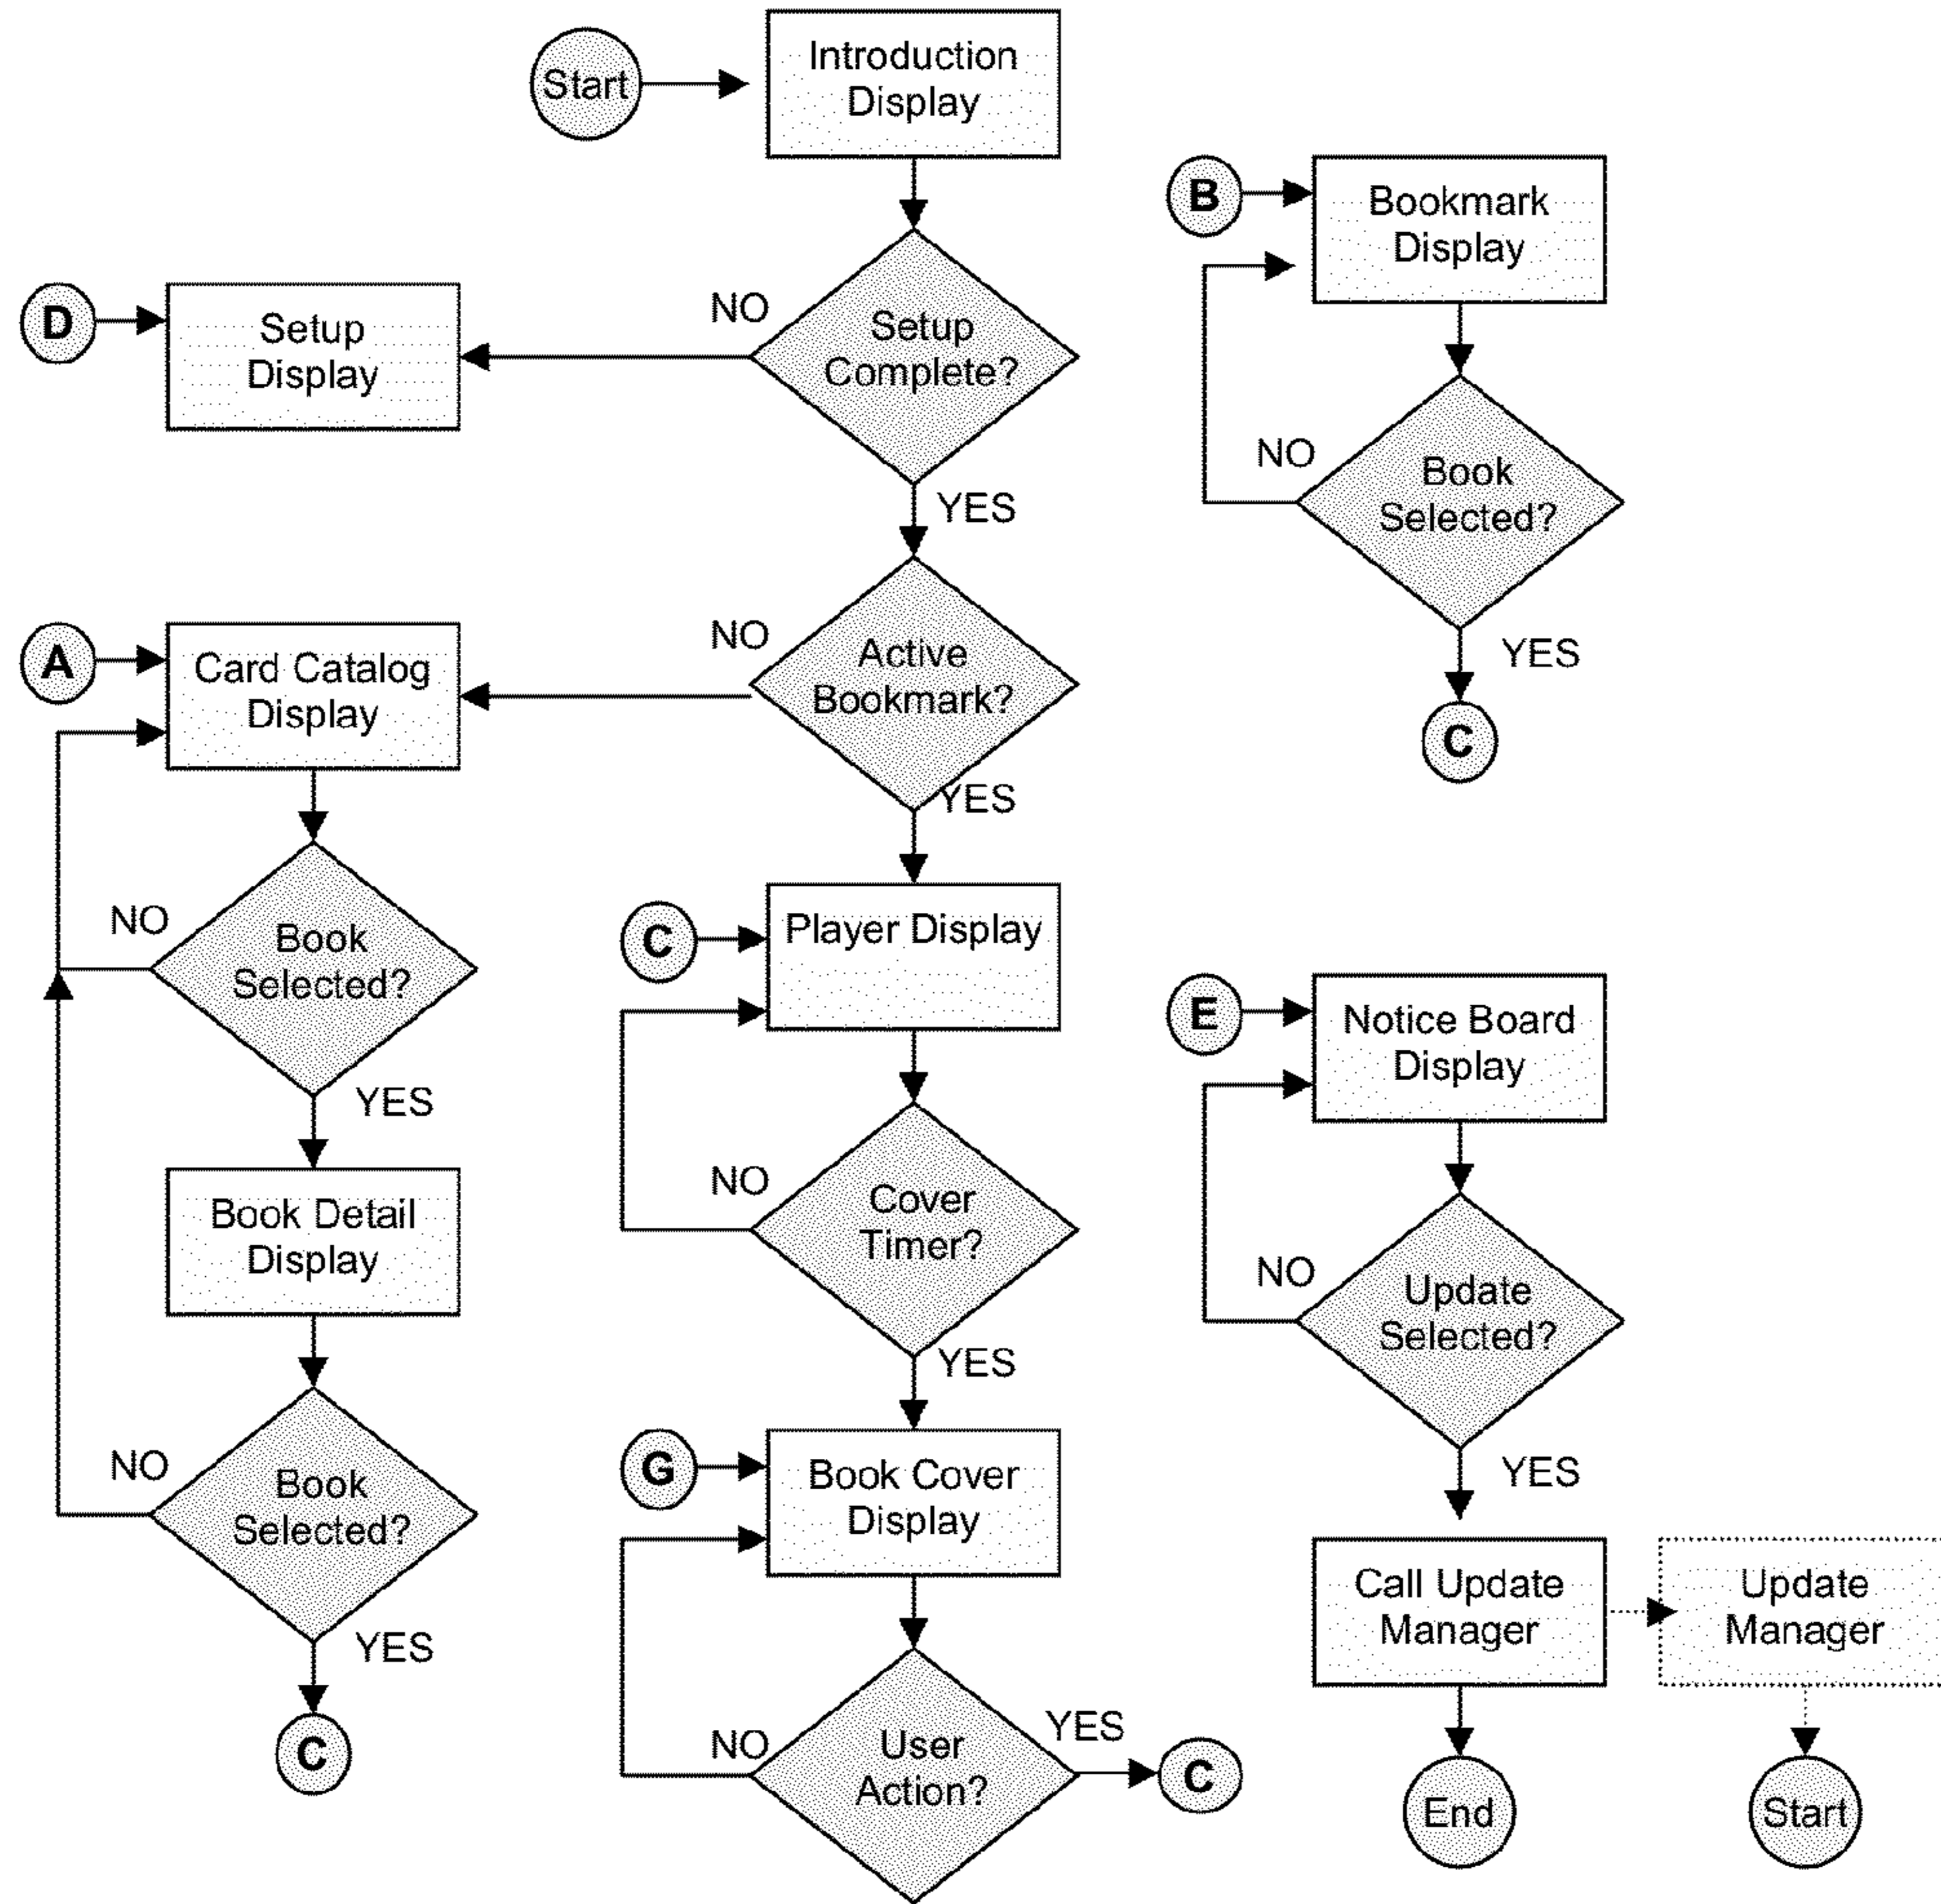 Start
Introduction
Display
B
Bookmark
Display
D
Setup
Display
NO
Setup
Complete?
YES
NO
Book
Selected?
YES
C
A
Card Catalog
Display
NO
Active
Bookmark?
YES
NO
Book
Selected?
YES
C
Player Display
E
Notice Board
Display
Book Detail
Display
NO
Cover
Timer?
YES
NO
Update
Selected?
YES
NO
Book
Selected?
YES
C
G
Book Cover
Display
NO
User
Action?
YES
C
Call Update
Manager
Update
Manager
End
Start